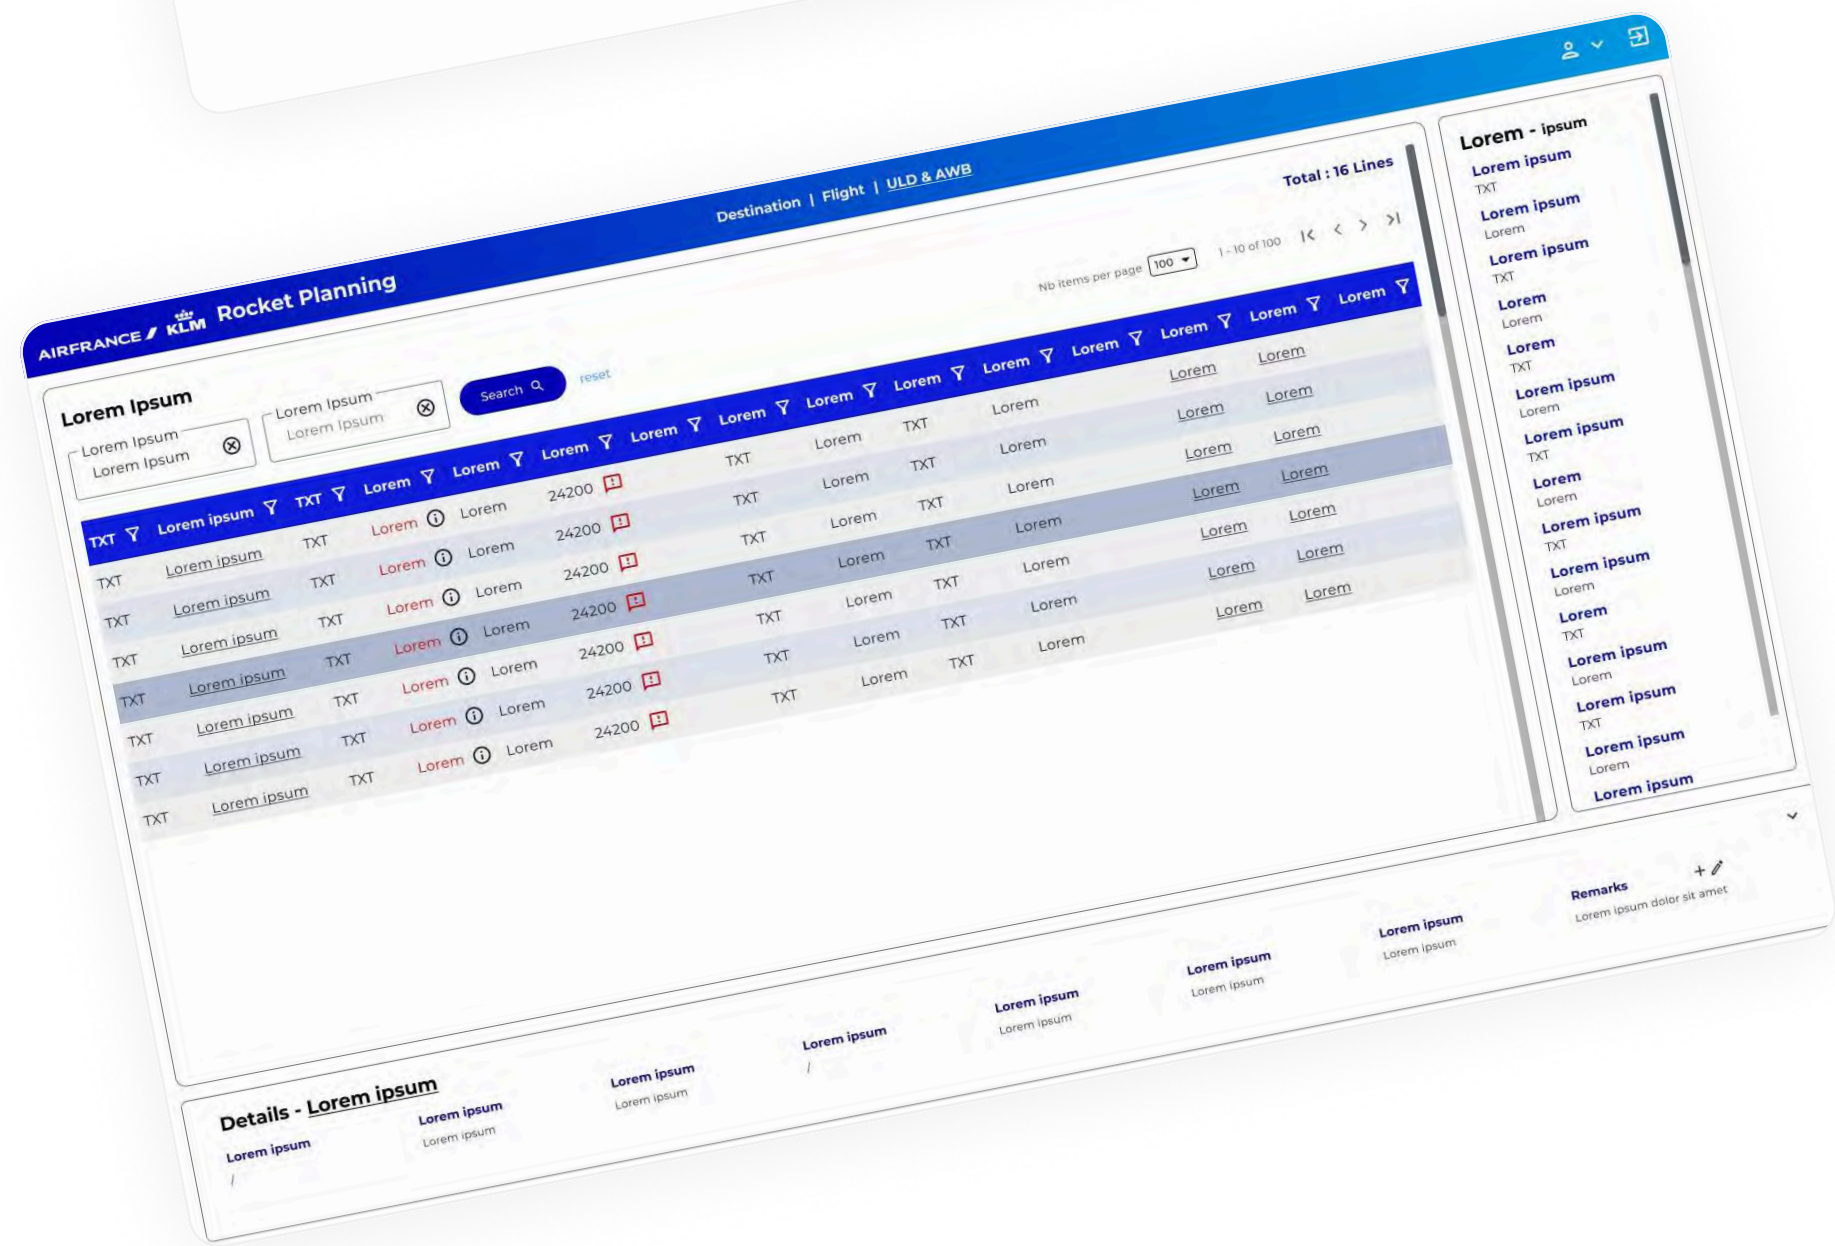 AIRFRANCE KLM Rocket Planning
Destination | Flight | ULD & AWB
Lorem Ipsum
Lorem Ipsum
Lorem Ipsum
Lorem Ipsum
Lorem Ipsum
Search
reset
Total : 16 Lines
Nb items per page 100 1 - 10 of 100
TXT Lorem ipsum TXT Lorem Lorem Lorem Lorem Lorem Lorem Lorem Lorem Lorem Lorem Lorem Lorem
TXT Lorem ipsum TXT Lorem Lorem 24200 TXT Lorem TXT Lorem Lorem Lorem
TXT Lorem ipsum TXT Lorem Lorem 24200 TXT Lorem TXT Lorem Lorem Lorem
TXT Lorem ipsum TXT Lorem Lorem 24200 TXT Lorem TXT Lorem Lorem Lorem
TXT Lorem ipsum TXT Lorem Lorem 24200 TXT Lorem TXT Lorem Lorem Lorem
TXT Lorem ipsum TXT Lorem Lorem 24200 TXT Lorem TXT Lorem Lorem Lorem
TXT Lorem ipsum TXT Lorem Lorem 24200 TXT Lorem TXT Lorem Lorem Lorem
TXT Lorem ipsum TXT Lorem Lorem 24200 TXT Lorem TXT Lorem Lorem Lorem
Lorem - ipsum
Lorem ipsum
TXT
Lorem ipsum
Lorem
Lorem ipsum
TXT
Lorem
Lorem
Lorem
TXT
Lorem ipsum
Lorem
Lorem ipsum
TXT
Lorem
Lorem
Lorem ipsum
TXT
Lorem ipsum
Lorem
Lorem
TXT
Lorem ipsum
Lorem
Lorem ipsum
TXT
Lorem ipsum
Lorem
Lorem ipsum
Details - Lorem ipsum
Lorem ipsum
/
Lorem ipsum
Lorem ipsum
Lorem ipsum
Lorem ipsum
Lorem ipsum
/
Lorem ipsum
Lorem ipsum
Lorem ipsum
Lorem ipsum
Lorem ipsum
Lorem ipsum
Remarks
Lorem ipsum dolor sit amet